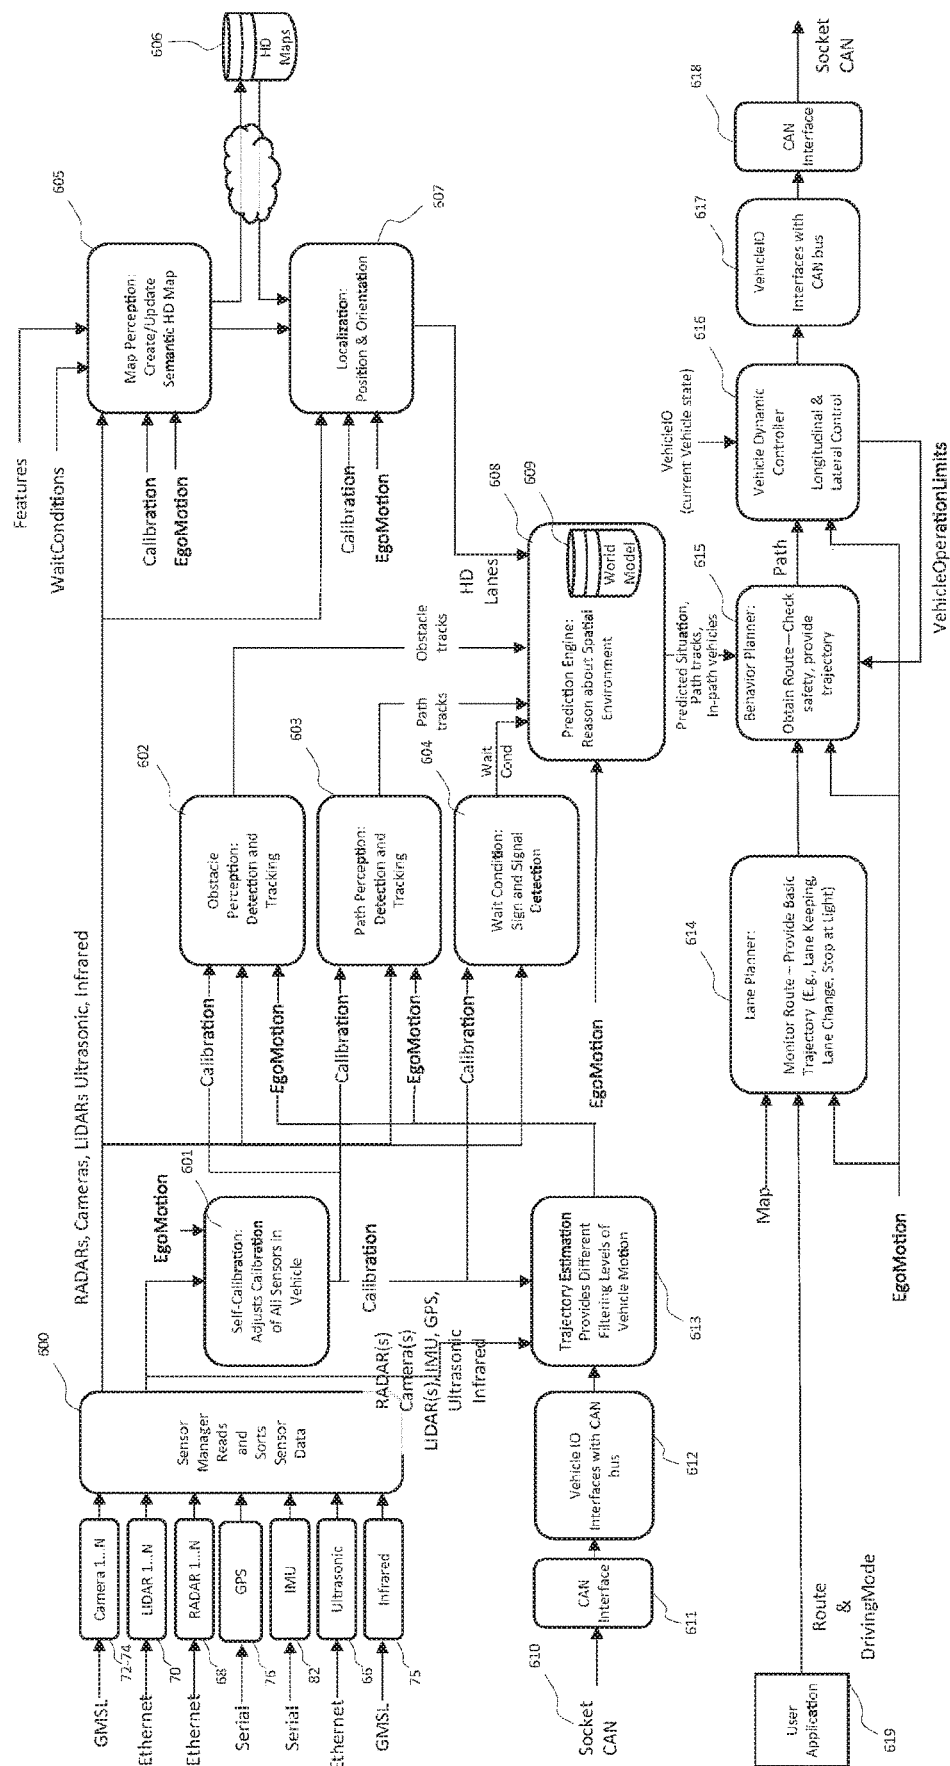 GMSL
Ethernet
Ethernet
Serial
Serial
Ethernet
GMSL
Camera 1...N
LIDAR 1...N
RADAR 1...N
GPS
IMU
Ultrasonic
Infrared
72-74
70
68
76
82
66
75
Sensor
Manager
Reads
and
Sorts
Sensor
Data
600
RADARs, Cameras, LIDARs Ultrasonic, Infrared
EgoMotion
601
Self-Calibration:
Adjusts Calibration
of All Sensors in
Vehicle
Calibration
RADAR(s)
Camera(s)
LIDAR(s), IMU, GPS,
Ultrasonic
Infrared
Calibration
EgoMotion
Calibration
EgoMotion
Calibration
602
Obstacle
Perception:
Detection and
Tracking
603
Path Perception:
Detection and
Tracking
604
Wait Condition:
Sign and Signal
Detection
Obstacle
tracks
Path
tracks
Wait
Cond
Features
WaitConditions
Calibration
EgoMotion
605
Map Perception:
Create/Update
Semantic HD Map
606
HD
Maps
Calibration
EgoMotion
607
Localization:
Position & Orientation
HD
Lanes
EgoMotion
608
609
Prediction Engine:
Reason about Spatial
Environment
World
Model
Predicted Situation,
Path tracks,
In-path vehicles
610
Socket
CAN
CAN
Interface
611
Vehicle IO
Interfaces with CAN
bus
612
Trajectory Estimation
Provides Different
Filtering Levels of
Vehicle Motion
613
Map
614
Lane Planner:
Monitor Route – Provide Basic
Trajectory (E.g., Lane Keeping,
Lane Change, Stop at Light)
615
Behavior Planner:
Obtain Route—Check
safety, provide
trajectory
Path
VehicleIO
(current Vehicle state)
616
Vehicle Dynamic
Controller
Longitudinal &
Lateral Control
617
VehicleIO
Interfaces with
CAN bus
618
CAN
Interface
Socket
CAN
VehicleOperationLimits
EgoMotion
User
Application
619
Route
&
DrivingMode